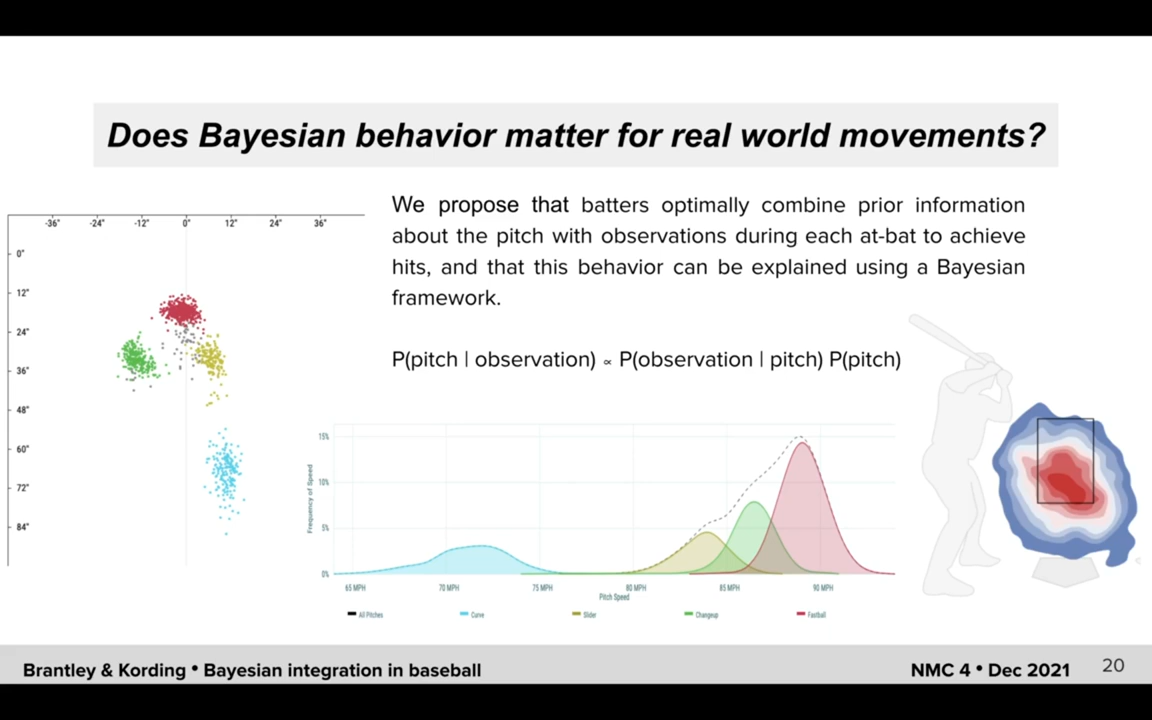 Does Bayesian behavior matter for real world movements?
We propose that batters optimally combine prior information
about the pitch with observations during each at-bat to achieve
hits, and that this behavior can be explained using a Bayesian
framework.
P(pitch | observation) ∝ P(observation | pitch) P(pitch)
-36" -24" -12" 0" 12" 24" 36"
0"
12"
24"
36"
48"
60"
72"
84"
Frequency of Speed
15%
10%
5%
0%
65 MPH 70 MPH 75 MPH 80 MPH 85 MPH 90 MPH
Pitch Speed
All Pitches Curve Slider Changeup Fastball
Brantley & Kording • Bayesian integration in baseball
NMC 4 • Dec 2021
20